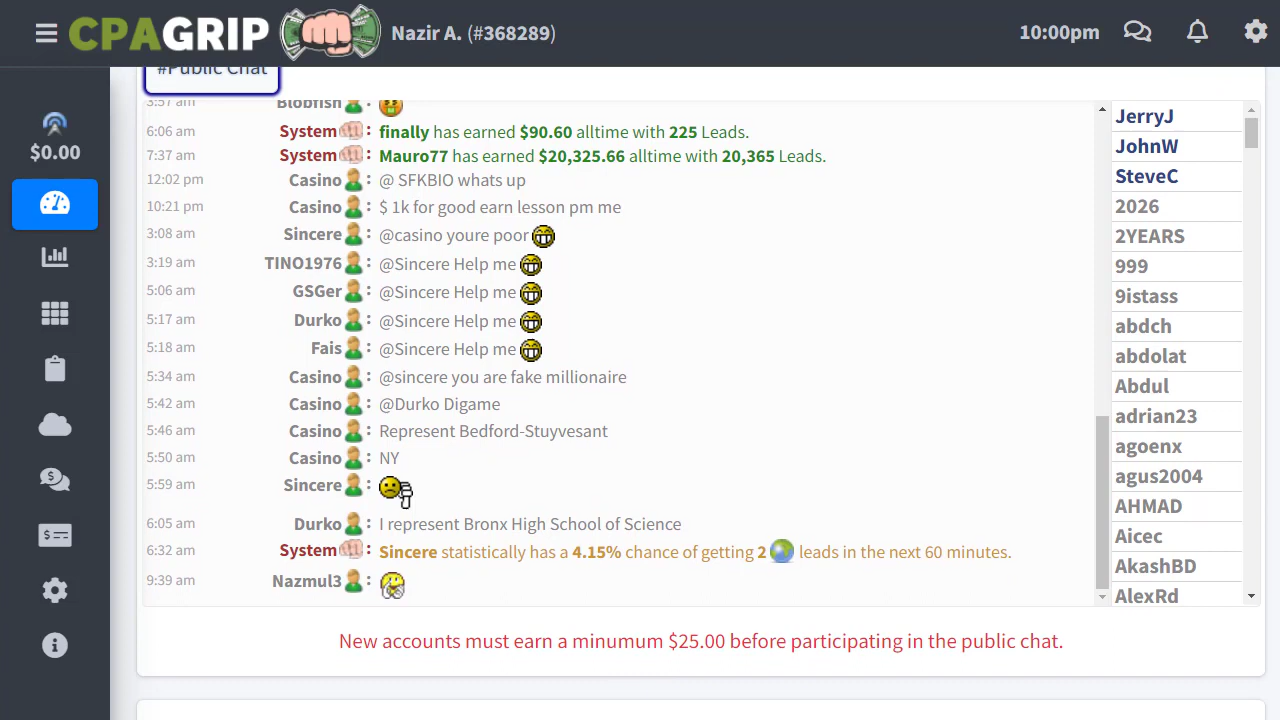 CPAGRIP Nazir A. (#368289) 10:00pm
#Public Chat
$0.00
3:57 am Blobfish :
6:06am System : finally has earned $90.60 alltime with 225 Leads.
7:37am System : Mauro77 has earned $20,325.66 alltime with 20,365 Leads.
12:02 pm Casino : @ SFKBIO whats up
10:21 pm Casino : $ 1k for good earn lesson pm me
3:08 am Sincere : @casino youre poor
3:19 am TINO1976 : @Sincere Help me
5:06 am GSGer : @Sincere Help me
5:17 am Durko : @Sincere Help me
5:18 am Fais : @Sincere Help me
5:34 am Casino : @sincere you are fake millionaire
5:42 am Casino : @Durko Digame
5:46 am Casino : Represent Bedford-Stuyvesant
5:50 am Casino : NY
5:59 am Sincere :
6:05 am Durko : I represent Bronx High School of Science
6:32 am System : Sincere statistically has a 4.15% chance of getting 2 leads in the next 60 minutes.
9:39 am Nazmul3 :
JerryJ
JohnW
SteveC
2026
2YEARS
999
9istass
abdch
abdolat
Abdul
adrian23
agoenx
agus2004
AHMAD
Aicec
AkashBD
AlexRd
New accounts must earn a minumum $25.00 before participating in the public chat.